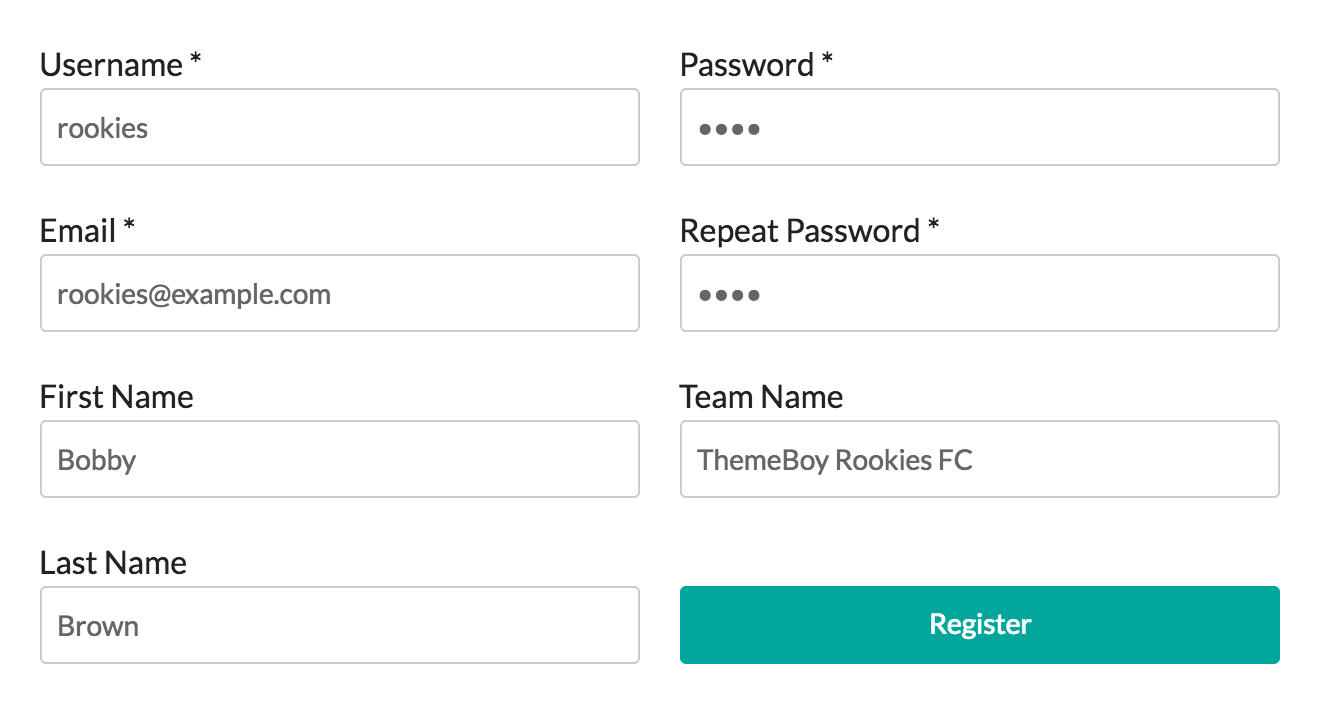 Username *
rookies
Password *
••••
Email *
rookies@example.com
Repeat Password *
••••
First Name
Bobby
Team Name
ThemeBoy Rookies FC
Last Name
Brown
Register